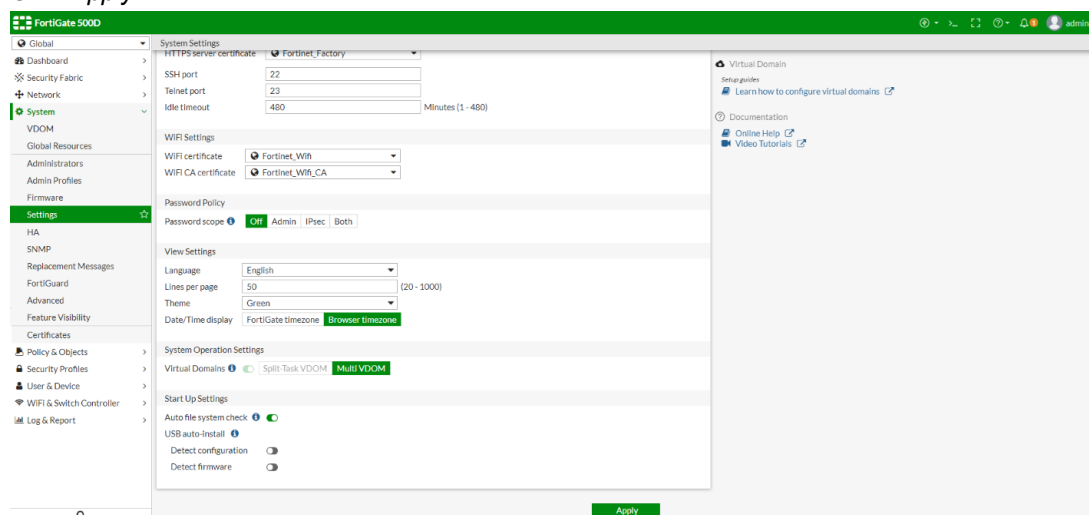 FortiGate 500D
admin
Global
System Settings
Dashboard
Security Fabric
Network
System
VDOM
Global Resources
Administrators
Admin Profiles
Firmware
Settings
HA
SNMP
Replacement Messages
FortiGuard
Advanced
Feature Visibility
Certificates
Policy & Objects
Security Profiles
User & Device
WiFi & Switch Controller
Log & Report
HTTPS server certificate Fortinet_Factory
SSH port 22
Telnet port 23
Idle timeout 480 Minutes (1 - 480)
WiFi Settings
WiFi certificate Fortinet_Wifi
WiFi CA certificate Fortinet_Wifi_CA
Password Policy
Password scope Off Admin IPsec Both
View Settings
Language English
Lines per page 50 (20 - 1000)
Theme Green
Date/Time display FortiGate timezone Browser timezone
System Operation Settings
Virtual Domains Split-Task VDOM Multi VDOM
Start Up Settings
Auto file system check
USB auto-install
Detect configuration
Detect firmware
Apply
Virtual Domain
Setup guides
Learn how to configure virtual domains
Documentation
Online Help
Video Tutorials